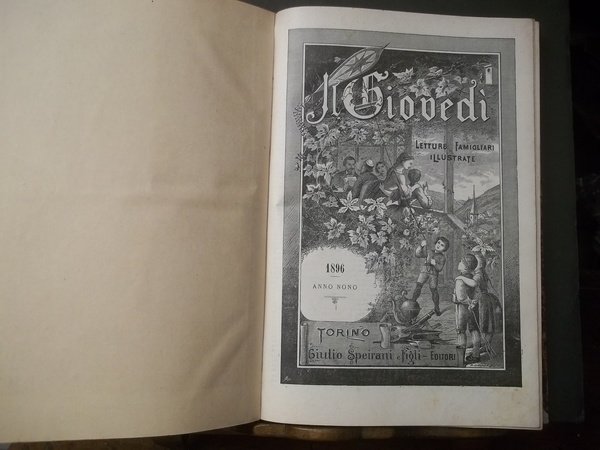 Il Giovedì
LETTURE FAMIGLIARI
ILLUSTRATE
1896
ANNO NONO
TORINO
Giulio Speirani e figli - EDITORI